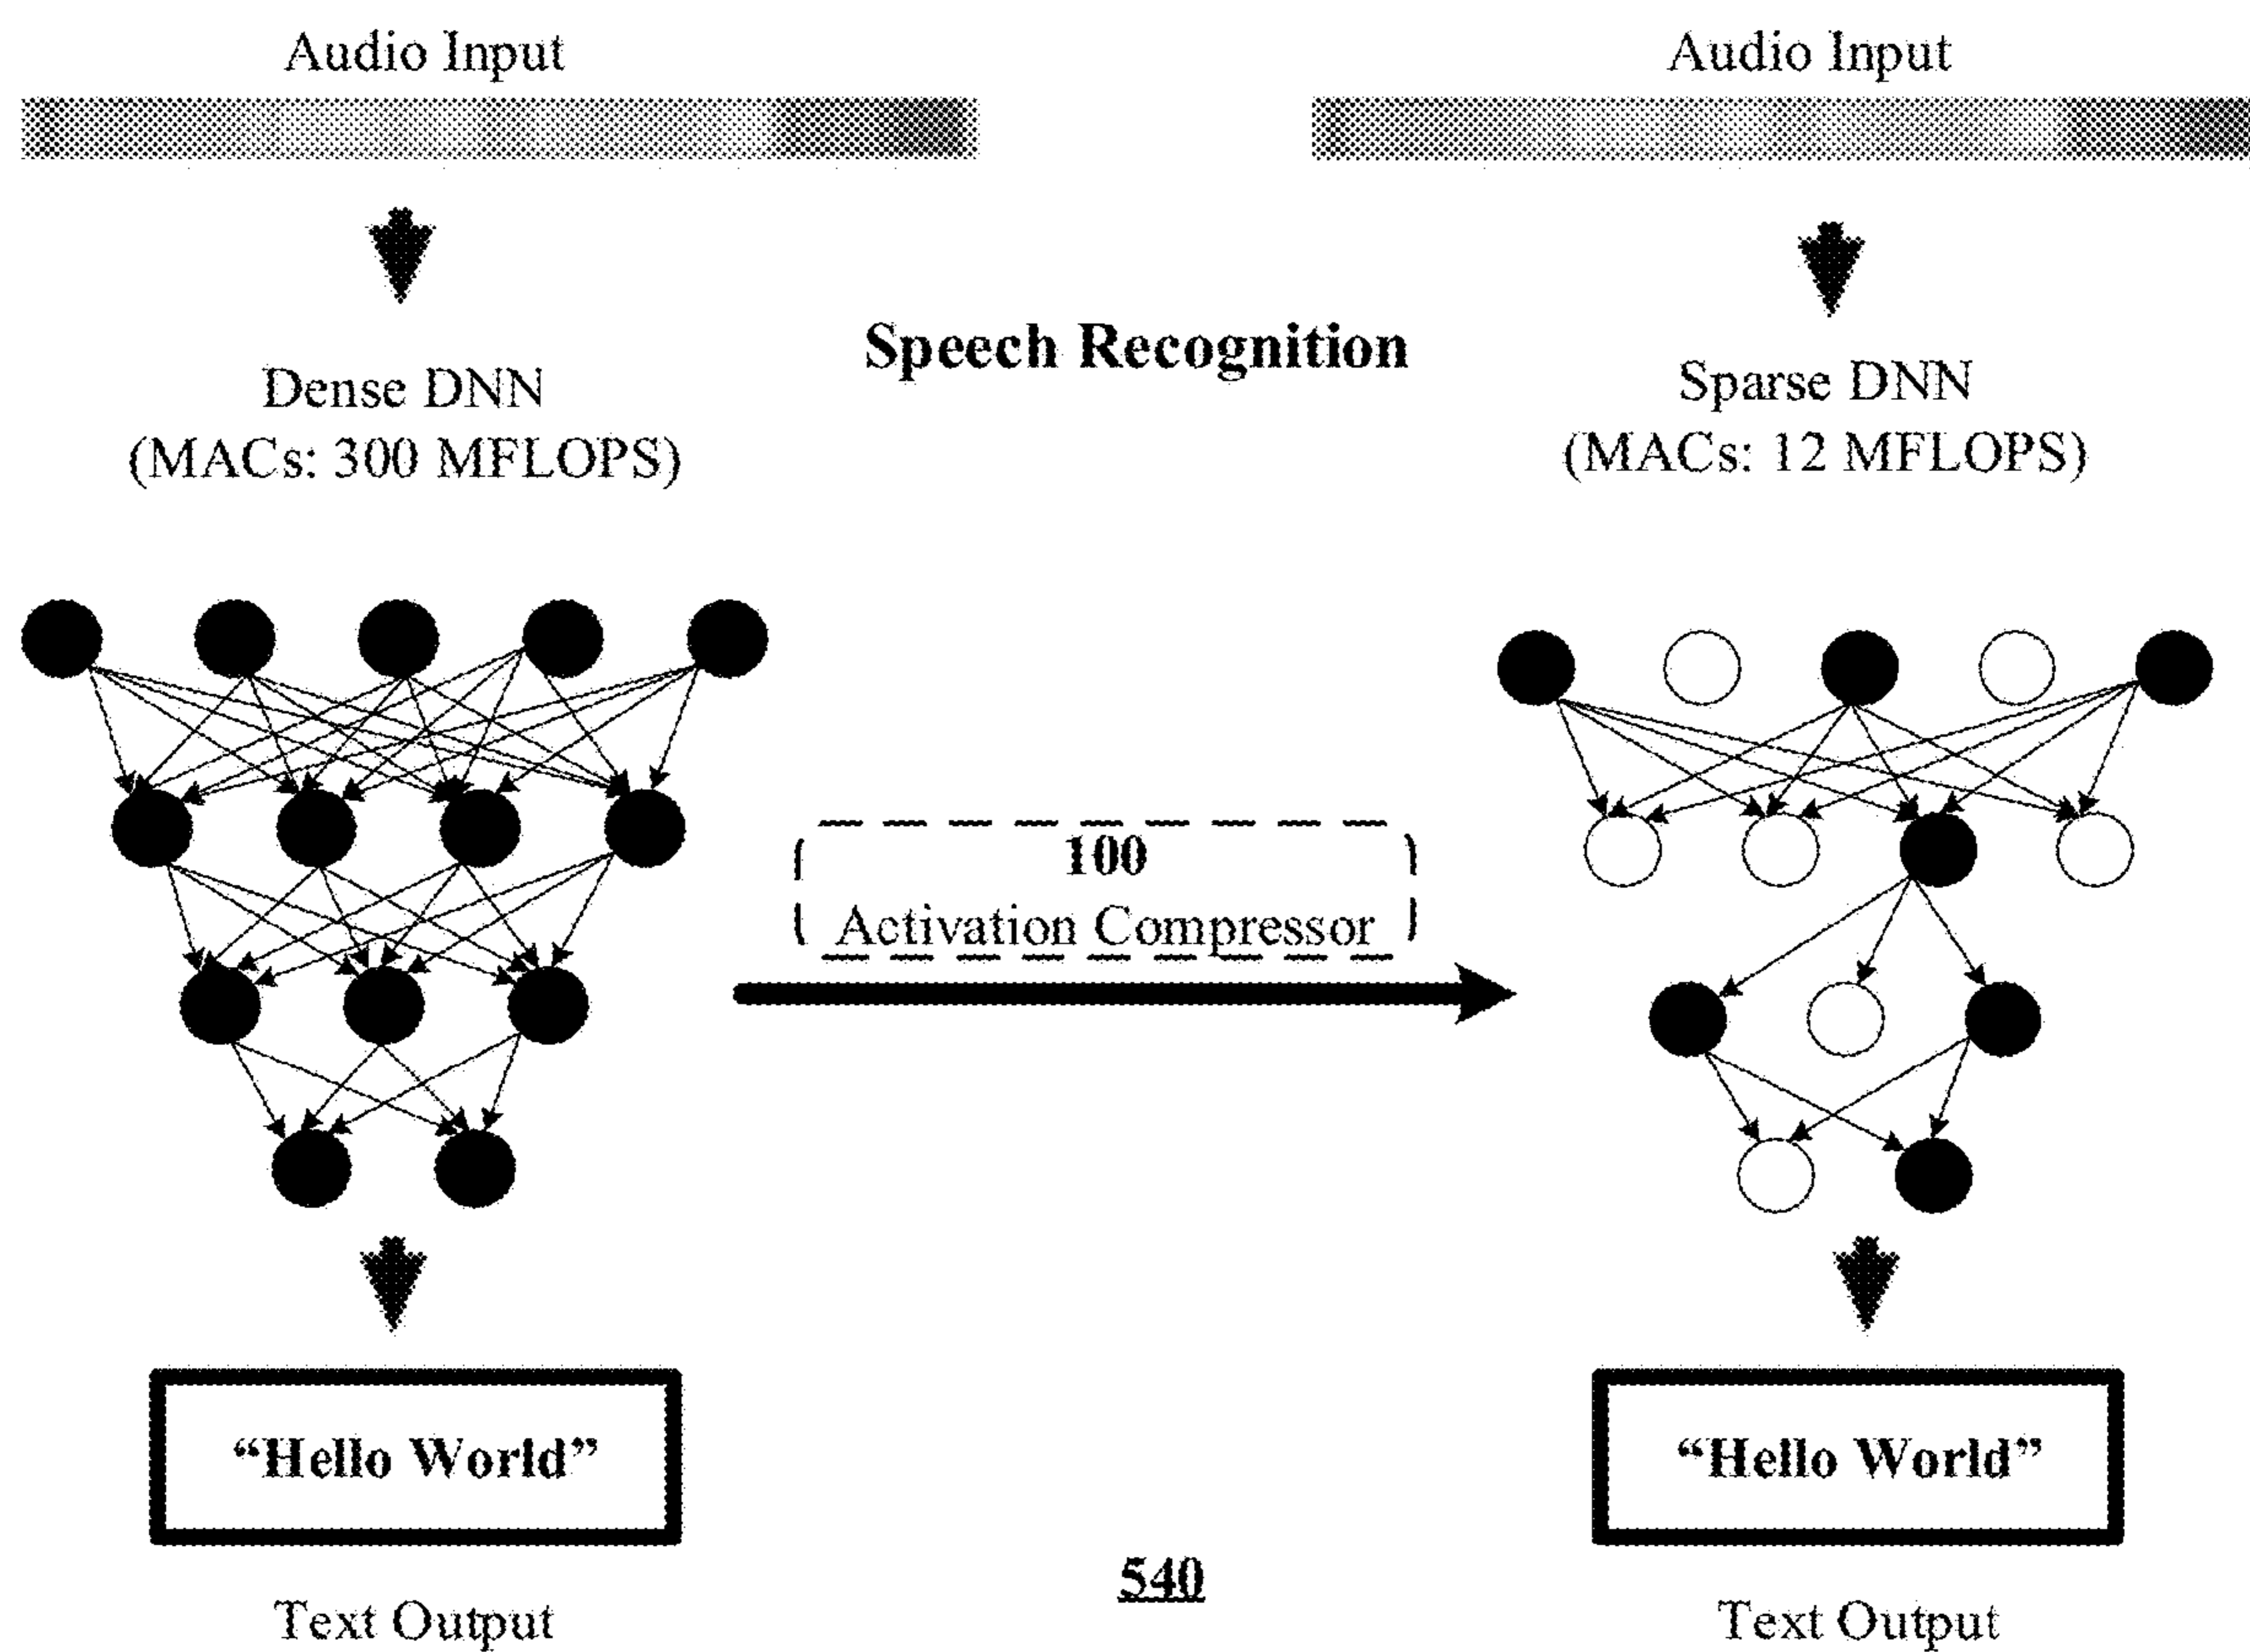 Audio Input
Audio Input
Speech Recognition
Dense DNN
(MACs: 300 MFLOPS)
Sparse DNN
(MACs: 12 MFLOPS)
100
Activation Compressor
“Hello World”
“Hello World”
540
Text Output
Text Output